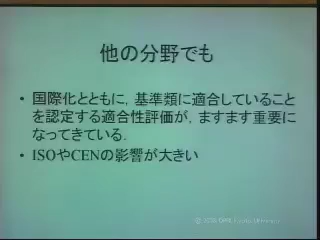 他の分野でも
• 国際化とともに，基準類に適合していること
を認定する適合性評価が，ますます重要に
なってきている．
• ISOやCENの影響が大きい